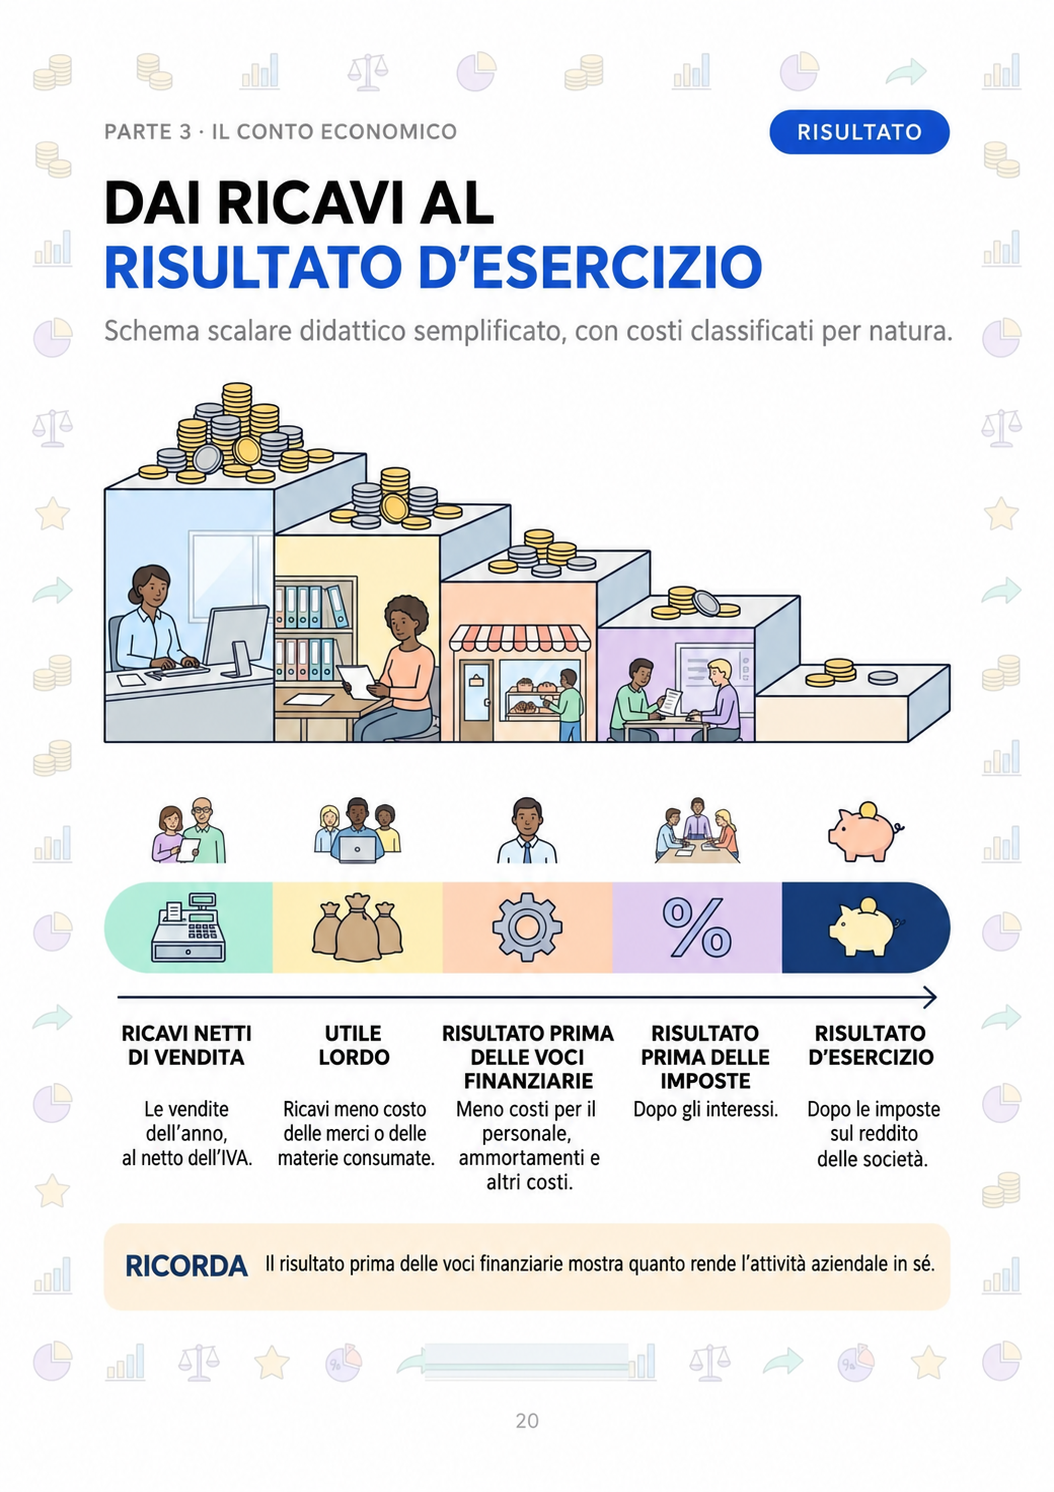 PARTE 3 · IL CONTO ECONOMICO
RISULTATO
DAI RICAVI AL
RISULTATO D’ESERCIZIO
Schema scalare didattico semplificato, con costi classificati per natura.
%
RICAVI NETTI
DI VENDITA
Le vendite
dell’anno,
al netto dell’IVA.
UTILE
LORDO
Ricavi meno costo
delle merci o delle
materie consumate.
RISULTATO PRIMA
DELLE VOCI
FINANZIARIE
Meno costi per il
personale,
ammortamenti e
altri costi.
RISULTATO
PRIMA DELLE
IMPOSTE
Dopo gli interessi.
RISULTATO
D’ESERCIZIO
Dopo le imposte
sul reddito
delle società.
RICORDA Il risultato prima delle voci finanziarie mostra quanto rende l’attività aziendale in sé.
20